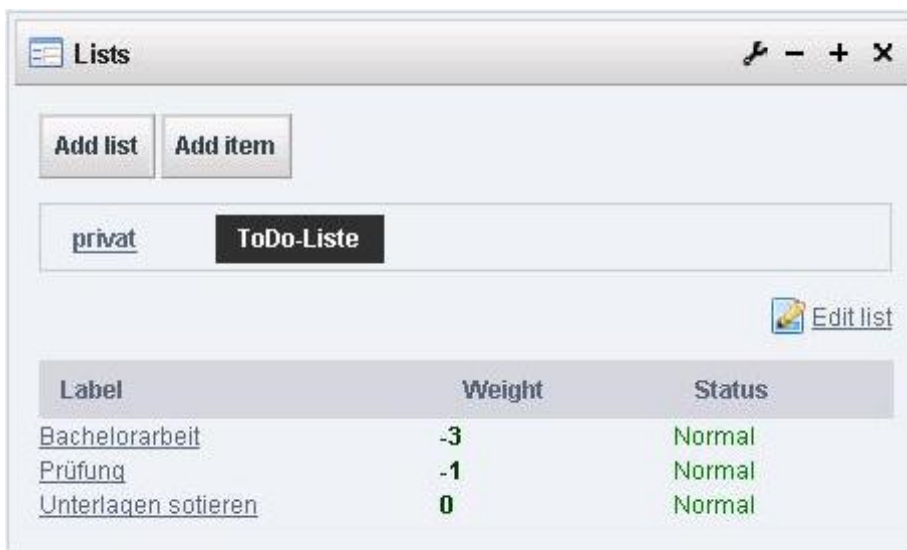 Lists
Add list Add item
privat ToDo-Liste
Edit list
Label Weight Status
Bachelorarbeit -3 Normal
Prüfung -1 Normal
Unterlagen sotieren 0 Normal